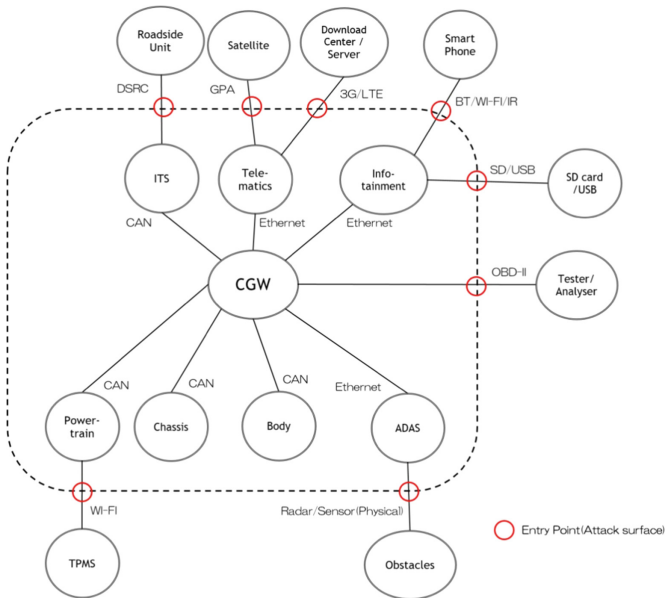 Roadside
Unit
Satellite
Download
Center /
Server
Smart
Phone
DSRC
GPA
3G/LTE
BT/WI-FI/IR
ITS
Tele-
matics
Info-
tainment
SD/USB
SD card
/USB
CAN
Ethernet
Ethernet
CGW
OBD-II
Tester/
Analyser
CAN
CAN
CAN
Ethernet
Power-
train
Chassis
Body
ADAS
WI-FI
Radar/Sensor(Physical)
TPMS
Obstacles
Entry Point(Attack surface)